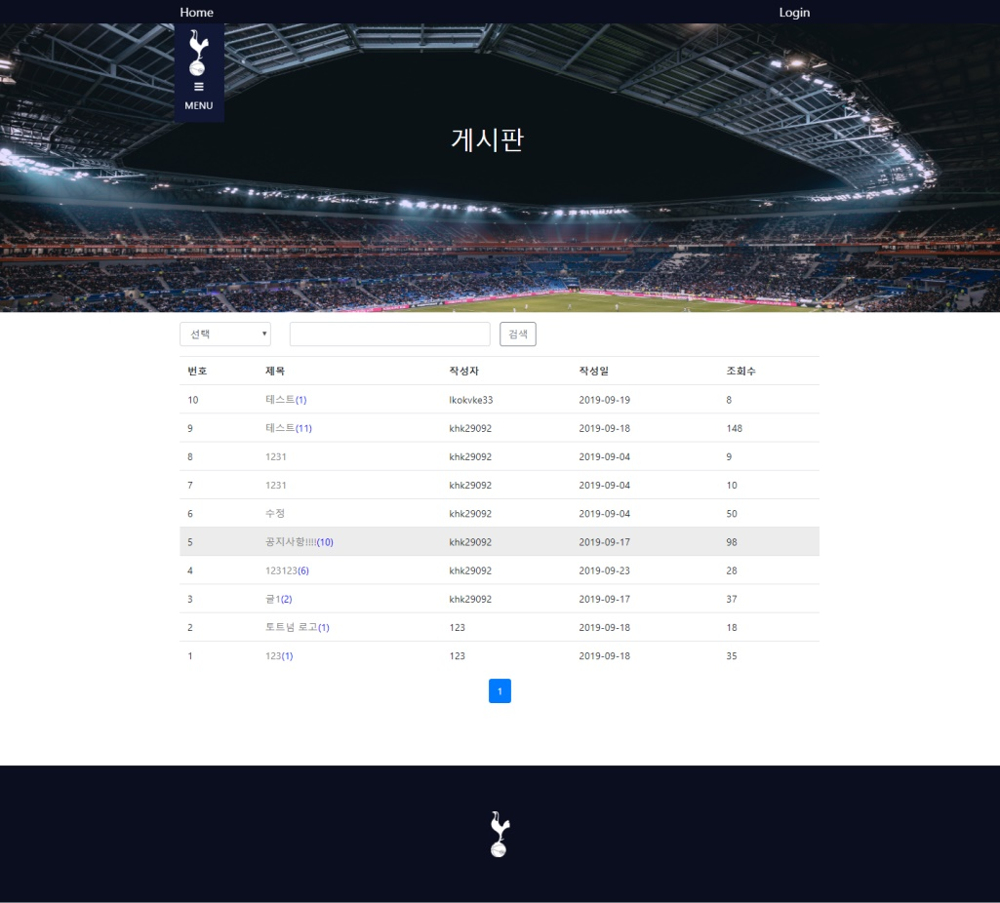 Home Login
MENU
게시판
선택 검색
번호 제목 작성자 작성일 조회수
10 테스트(1) lkokvke33 2019-09-19 8
9 테스트(11) khk29092 2019-09-18 148
8 1231 khk29092 2019-09-04 9
7 1231 khk29092 2019-09-04 10
6 수정 khk29092 2019-09-04 50
5 공지사항!!!!(10) khk29092 2019-09-17 98
4 123123(6) khk29092 2019-09-23 28
3 글1(2) khk29092 2019-09-17 37
2 토트넘 로고(1) 123 2019-09-18 18
1 123(1) 123 2019-09-18 35
1